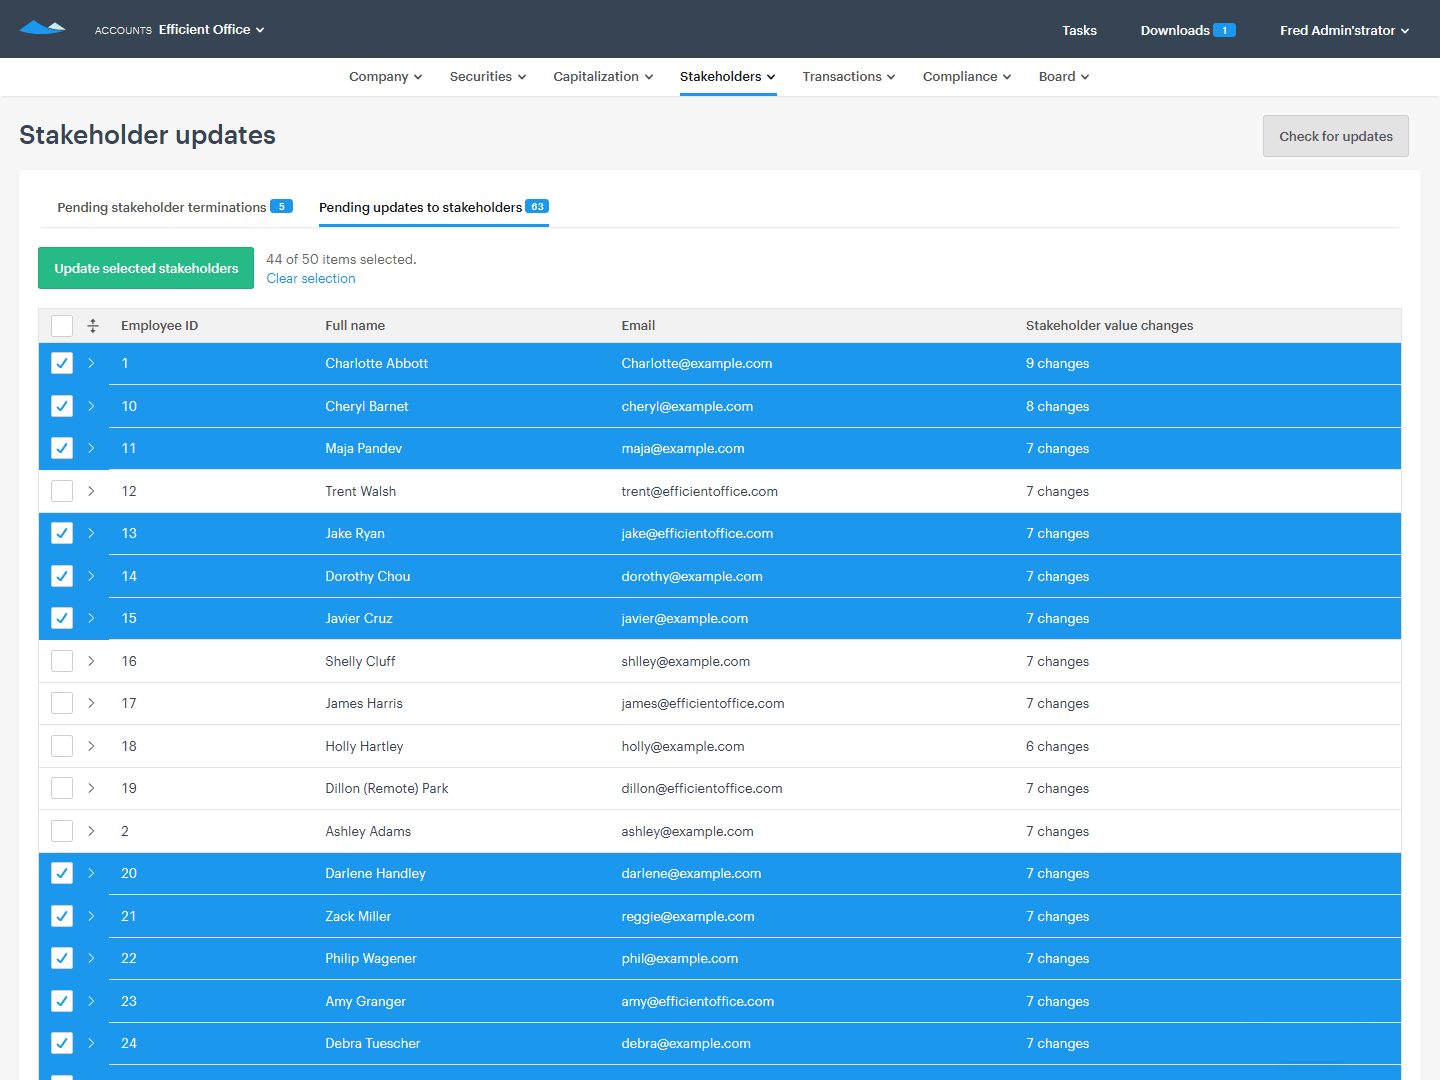 ACCOUNTS Efficient Office
Tasks
Downloads 1
Fred Admin'strator
Company Securities Capitalization Stakeholders Transactions Compliance Board
Stakeholder updates
Check for updates
Pending stakeholder terminations 5
Pending updates to stakeholders 63
Update selected stakeholders
44 of 50 items selected.
Clear selection
Employee ID Full name Email Stakeholder value changes
1 Charlotte Abbott Charlotte@example.com 9 changes
10 Cheryl Barnet cheryl@example.com 8 changes
11 Maja Pandev maja@example.com 7 changes
12 Trent Walsh trent@efficientoffice.com 7 changes
13 Jake Ryan jake@efficientoffice.com 7 changes
14 Dorothy Chou dorothy@example.com 7 changes
15 Javier Cruz javier@example.com 7 changes
16 Shelly Cluff shlley@example.com 7 changes
17 James Harris james@efficientoffice.com 7 changes
18 Holly Hartley holly@example.com 6 changes
19 Dillon (Remote) Park dillon@efficientoffice.com 7 changes
2 Ashley Adams ashley@example.com 7 changes
20 Darlene Handley darlene@example.com 7 changes
21 Zack Miller reggie@example.com 7 changes
22 Philip Wagener phil@example.com 7 changes
23 Amy Granger amy@efficientoffice.com 7 changes
24 Debra Tuescher debra@example.com 7 changes